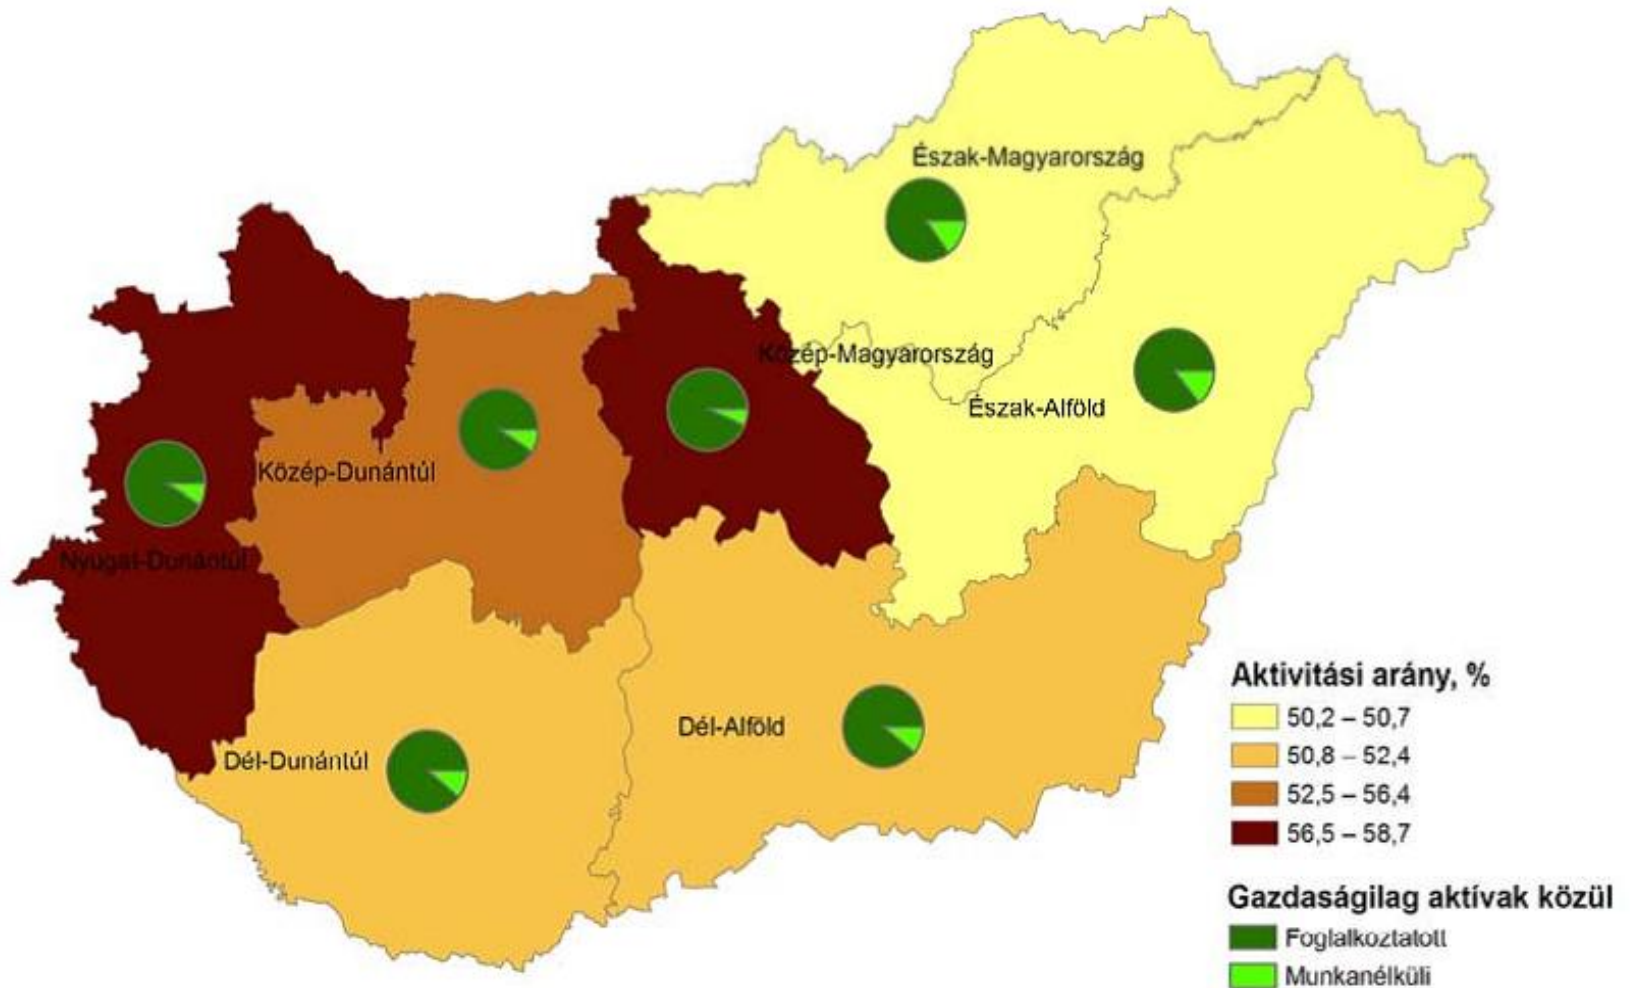 Észak-Magyarország
Közép-Magyarország
Észak-Alföld
Közép-Dunántúl
Nyugat-Dunántúl
Dél-Alföld
Dél-Dunántúl
Aktivitási arány, %
50,2 – 50,7
50,8 – 52,4
52,5 – 56,4
56,5 – 58,7
Gazdaságilag aktívak közül
Foglalkoztatott
Munkanélküli